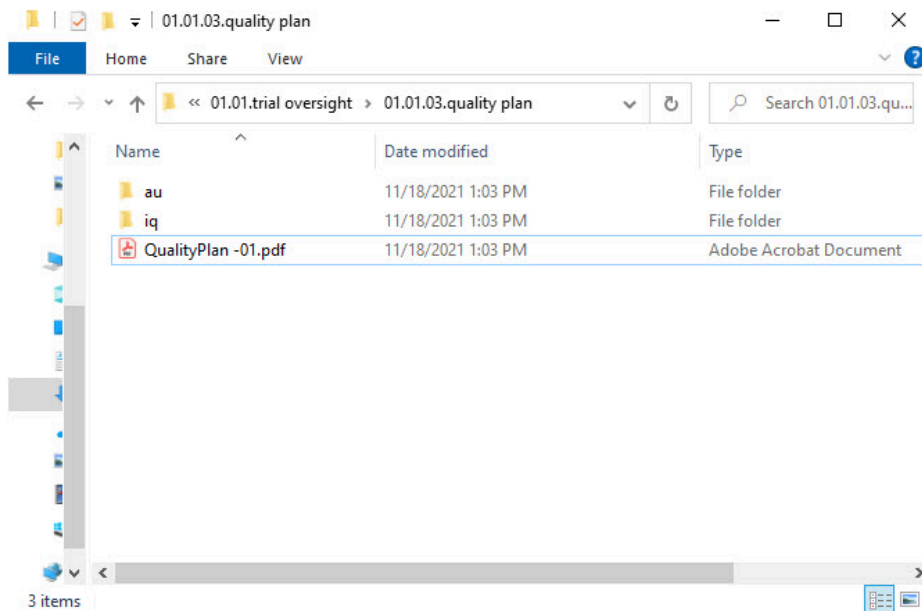 01.01.03.quality plan
File Home Share View ?
« 01.01.trial oversight > 01.01.03.quality plan Search 01.01.03.qu...
Name Date modified Type
au 11/18/2021 1:03 PM File folder
iq 11/18/2021 1:03 PM File folder
QualityPlan -01.pdf 11/18/2021 1:03 PM Adobe Acrobat Document
3 items